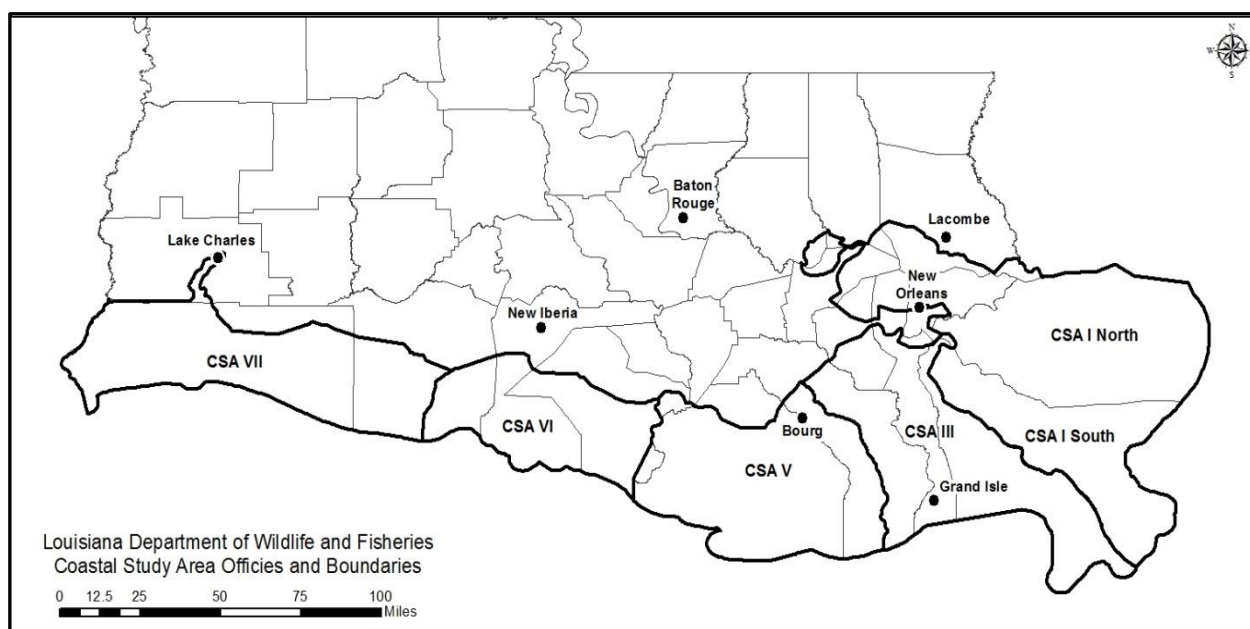 N
W
E
S
Baton
Rouge
Lacombe
Lake Charles
New
Orleans
New Iberia
CSA I North
CSA VII
CSA VI
CSA III
Bourg
CSA I South
CSA V
Grand Isle
Louisiana Department of Wildlife and Fisheries
Coastal Study Area Officies and Boundaries
0 12.5 25 50 75 100
Miles